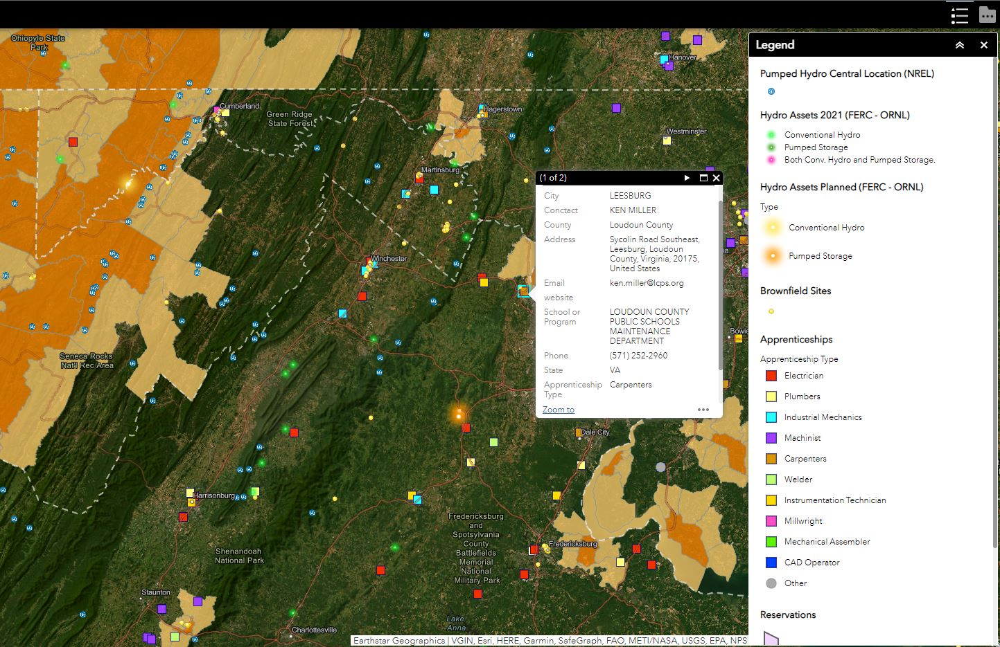 Legend
Pumped Hydro Central Location (NREL)
Hydro Assets 2021 (FERC - ORNL)
Conventional Hydro
Pumped Storage
Both Conv. Hydro and Pumped Storage.
Hydro Assets Planned (FERC - ORNL)
Type
Conventional Hydro
Pumped Storage
Brownfield Sites
Apprenticeships
Apprenticeship Type
Electrician
Plumbers
Industrial Mechanics
Machinist
Carpenters
Welder
Instrumentation Technician
Millwright
Mechanical Assembler
CAD Operator
Other
Reservations
(1 of 2)
City LEESBURG
Conctact KEN MILLER
County Loudoun County
Address Sycolin Road Southeast,
Leesburg, Loudoun
County, Virginia, 20175,
United States
Email ken.miller@lcps.org
website
School or LOUDOUN COUNTY
Program PUBLIC SCHOOLS
MAINTENANCE
DEPARTMENT
Phone (571) 252-2960
State VA
Apprenticeship Carpenters
Type
Zoom to
Ohiopyle State
Park
Hanover
Cumberland
Green Ridge
State Forest
Hagerstown
Westminster
Martinsburg
Winchester
Bowie
Seneca Rocks
Nat'l Rec Area
Dale City
Harrisonburg
Fredericksburg
and
Spotsylvania
County
Battlefields
Memorial
National
Military Park
Fredericksburg
Shenandoah
National Park
Staunton
Lake
Anna
Charlottesville
Earthstar Geographics | VGIN, Esri, HERE, Garmin, SafeGraph, FAO, METI/NASA, USGS, EPA, NPS